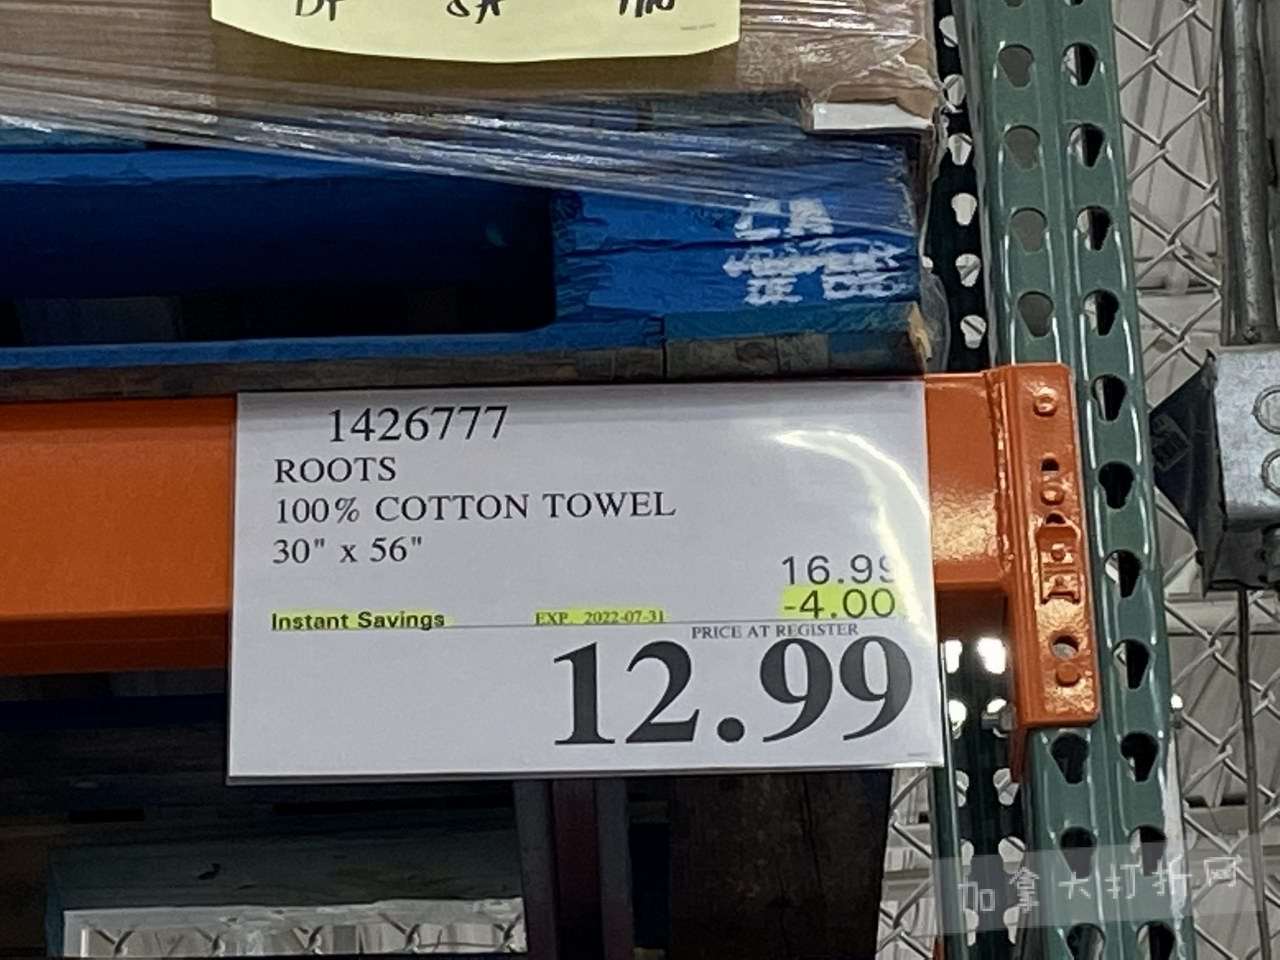 1426777
ROOTS
100% COTTON TOWEL
30" x 56"
16.99
Instant Savings EXP. 2022-07-31 -4.00
PRICE AT REGISTER
12.99
加拿大打折网